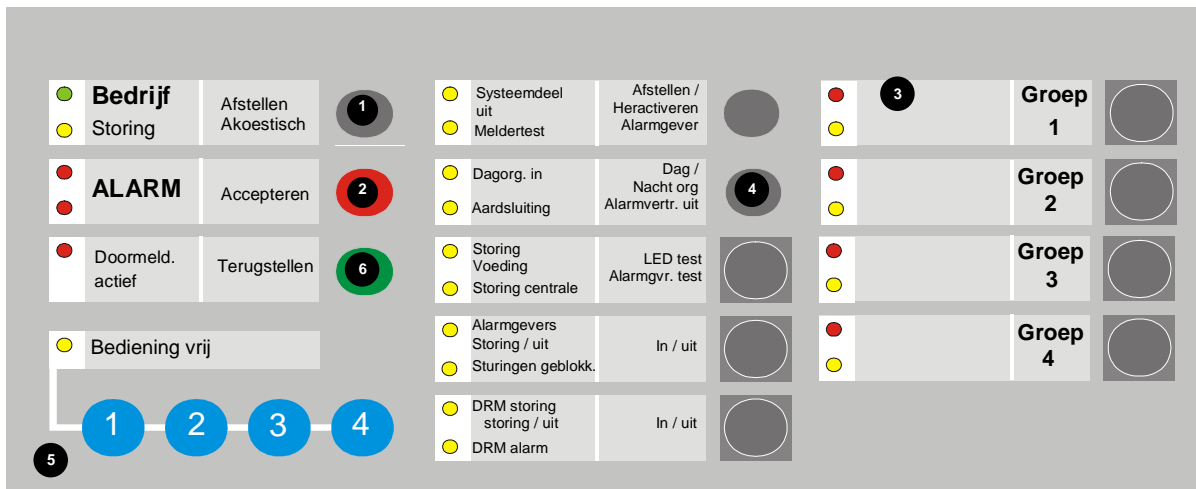 Bedrijf
Storing
Afstellen
Akoestisch
1
ALARM
Accepteren
2
Doormeld.
actief
Terugstellen
6
Bediening vrij
1
2
3
4
5
Systeemdeel
uit
Meldertest
Afstellen /
Heractiveren
Alarmgever
Dagorg. in
Aardsluiting
Dag /
Nacht org
Alarmvertr. uit
4
Storing
Voeding
Storing centrale
LED test
Alarmgvr. test
Alarmgevers
Storing / uit
Sturingen geblokk.
In / uit
DRM storing
storing / uit
DRM alarm
In / uit
3
Groep
1
Groep
2
Groep
3
Groep
4